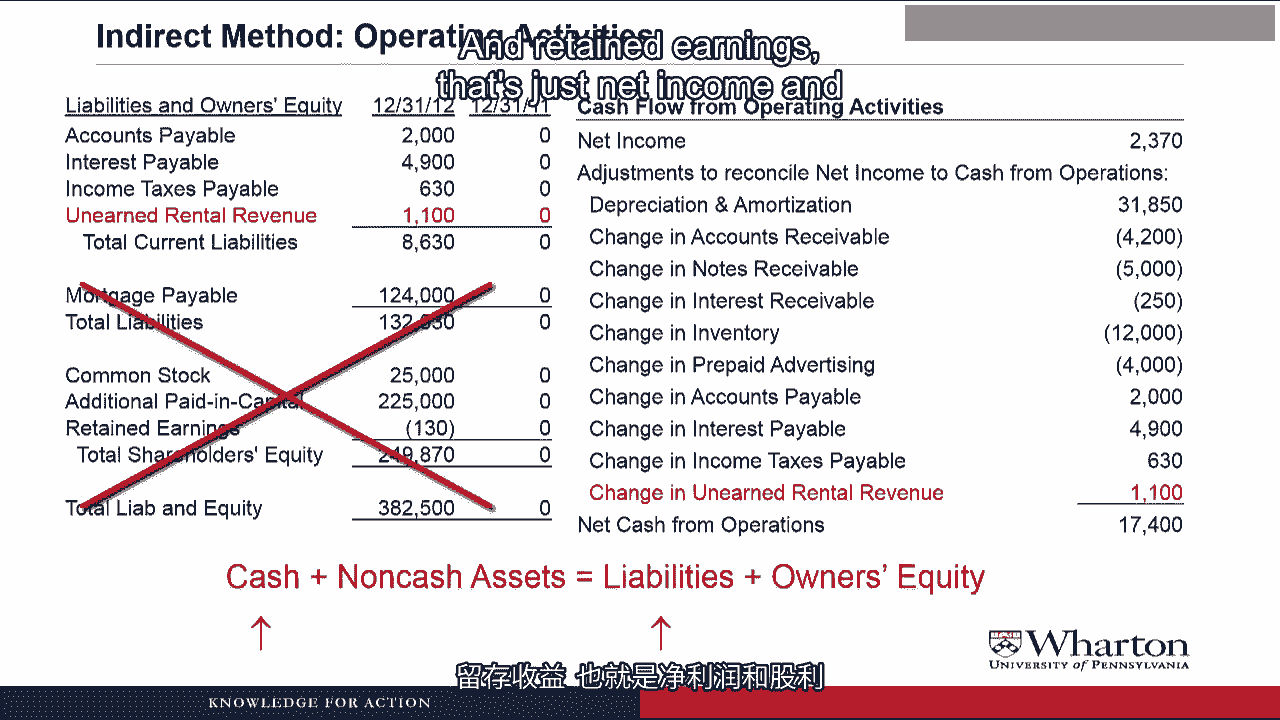 Indirect Method: Operating Activities
And retained earnings,
that's just net income and
Liabilities and Owners' Equity 12/31/12 12/31/11
Accounts Payable 2,000 0
Interest Payable 4,900 0
Income Taxes Payable 630 0
Unearned Rental Revenue 1,100 0
Total Current Liabilities 8,630 0
Mortgage Payable 124,000 0
Total Liabilities 132,630 0
Common Stock 25,000 0
Additional Paid-in-Capital 225,000 0
Retained Earnings (130) 0
Total Shareholders' Equity 249,870 0
Total Liab and Equity 382,500 0
Cash Flow from Operating Activities
Net Income 2,370
Adjustments to reconcile Net Income to Cash from Operations:
Depreciation & Amortization 31,850
Change in Accounts Receivable (4,200)
Change in Notes Receivable (5,000)
Change in Interest Receivable (250)
Change in Inventory (12,000)
Change in Prepaid Advertising (4,000)
Change in Accounts Payable 2,000
Change in Interest Payable 4,900
Change in Income Taxes Payable 630
Change in Unearned Rental Revenue 1,100
Net Cash from Operations 17,400
Cash + Noncash Assets = Liabilities + Owners' Equity
↑ ↑
Wharton
UNIVERSITY of PENNSYLVANIA
留存收益 也就是净利润和股利
KNOWLEDGE FOR ACTION